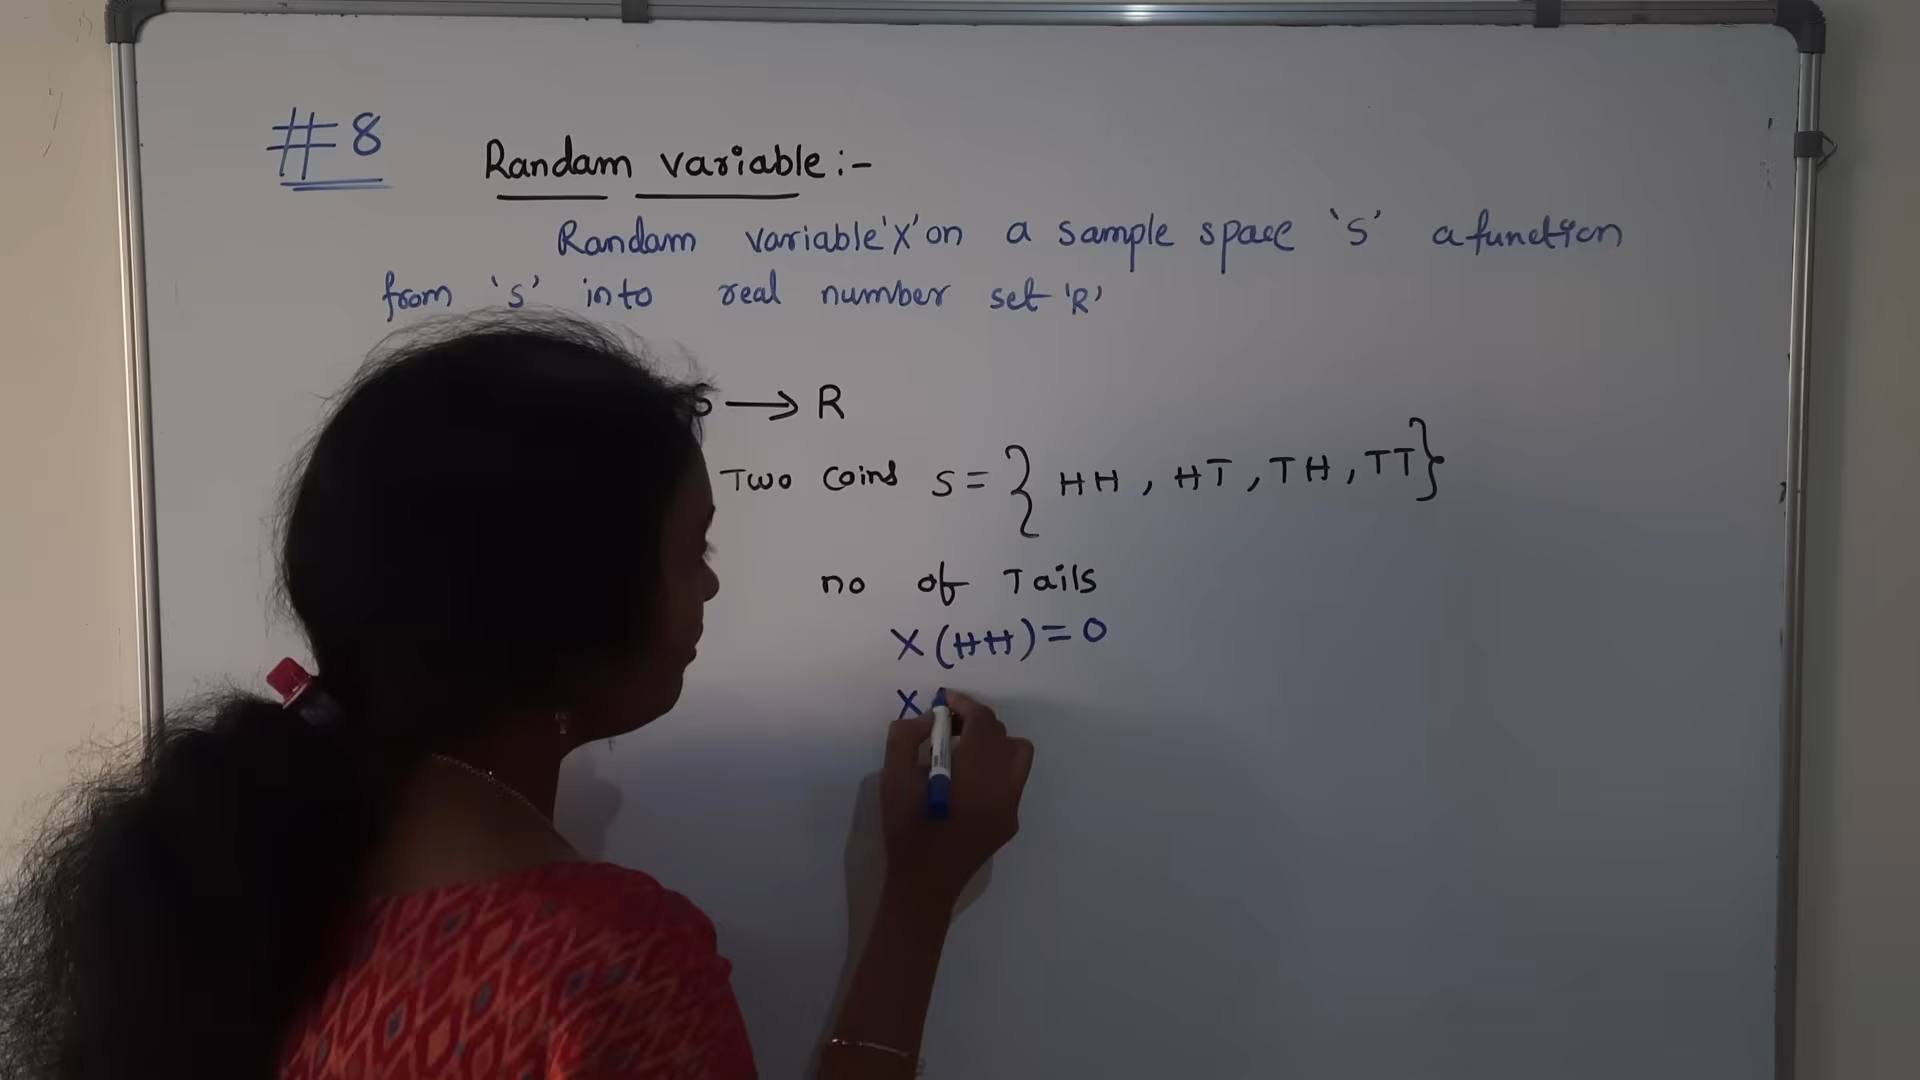 #8
Randam variable:-
Randam variable 'X' on a sample space 'S' a function
from 's' into real number set 'R'
S → R
Two coins S = { HH, HT, TH, TT}
no of Tails
X(HH) = 0
X